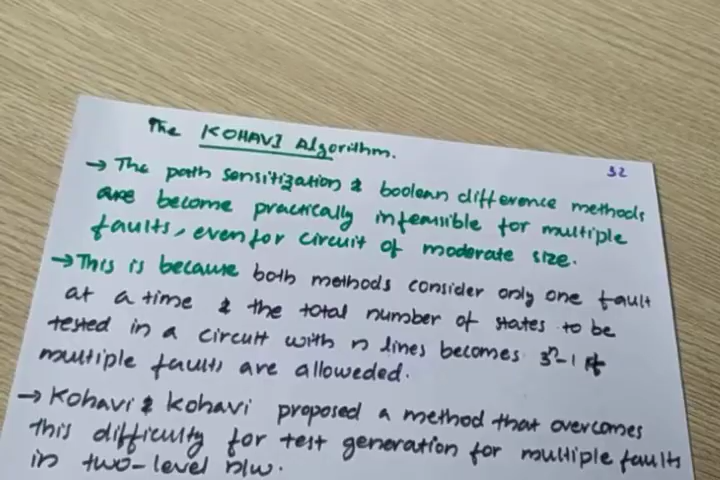 The KOHAVI Algorithm.
32
→ The path sensitization & boolean difference methods
are become practically infeasible for multiple
faults, even for circuit of moderate size.
→ This is because both methods consider only one fault
at a time & the total number of states to be
tested in a circuit with n lines becomes 3ⁿ-1 if
multiple faults are alloweded.
→ Kohavi & Kohavi proposed a method that overcomes
this difficulty for test generation for multiple faults
in two-level n/w.